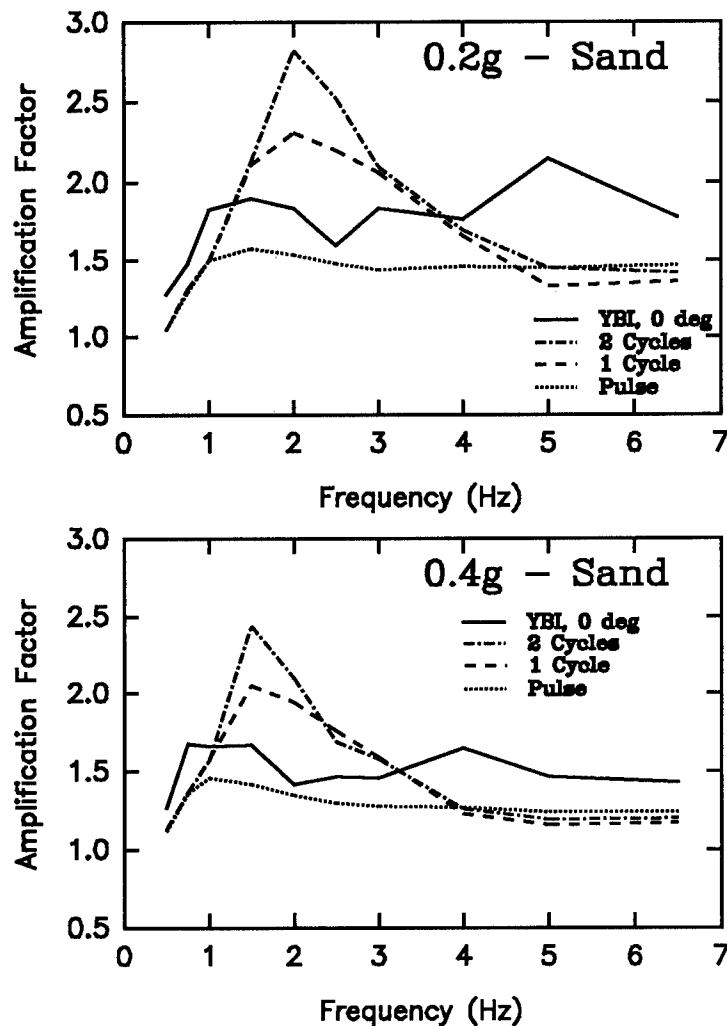 0.2g – Sand
3.0
2.5
2.0
1.5
1.0
0.5
Amplification Factor
YBI, 0 deg
2 Cycles
1 Cycle
Pulse
0 1 2 3 4 5 6 7
Frequency (Hz)
0.4g – Sand
3.0
2.5
2.0
1.5
1.0
0.5
Amplification Factor
YBI, 0 deg
2 Cycles
1 Cycle
Pulse
0 1 2 3 4 5 6 7
Frequency (Hz)